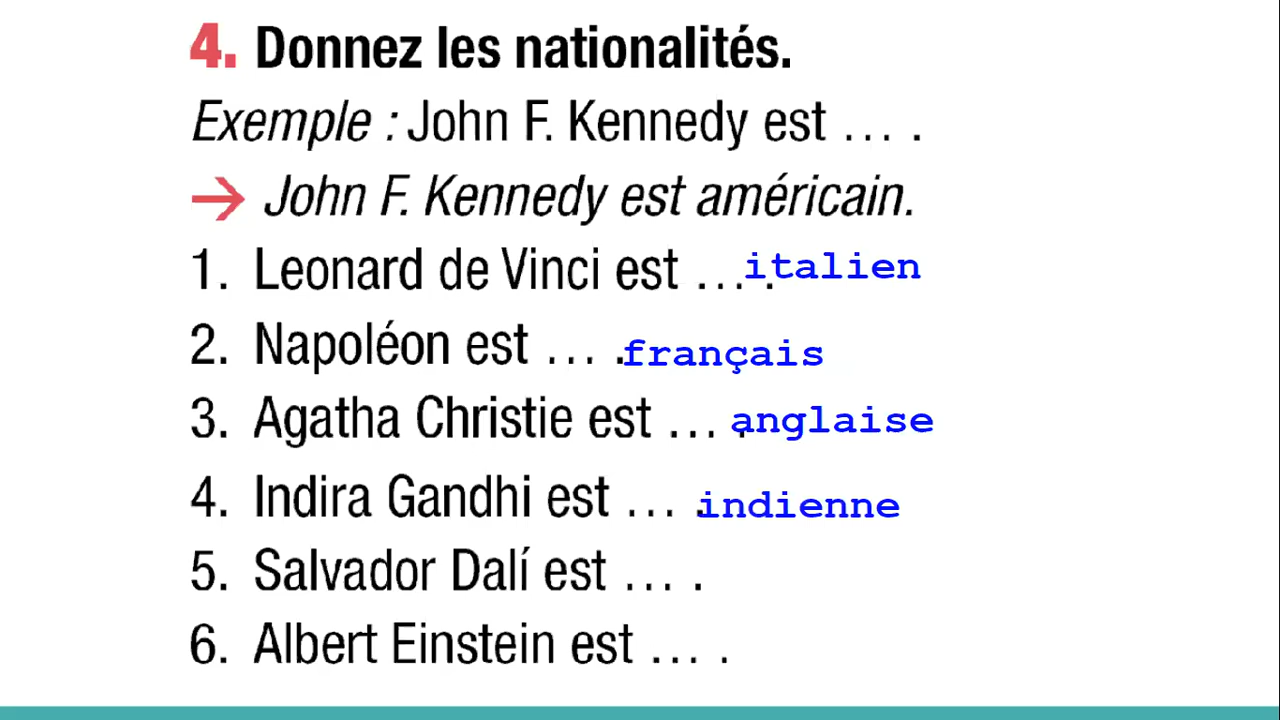 4. Donnez les nationalités.
Exemple : John F. Kennedy est ... .
→ John F. Kennedy est américain.
1. Leonard de Vinci est ... . italien
2. Napoléon est ... . français
3. Agatha Christie est ... . anglaise
4. Indira Gandhi est ... . indienne
5. Salvador Dalí est ... .
6. Albert Einstein est ... .